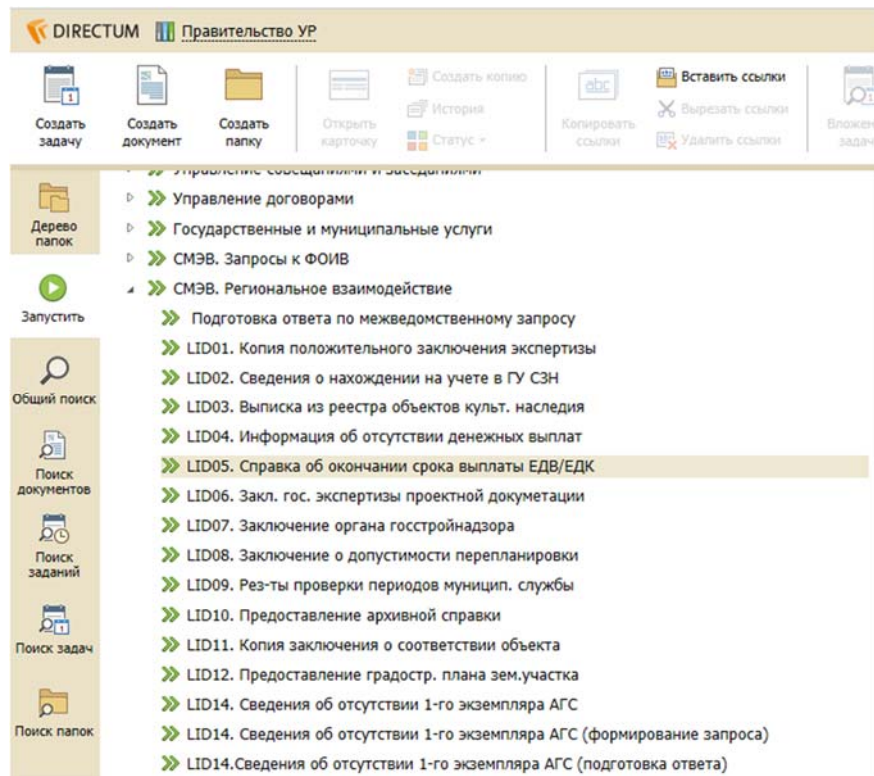 DIRECTUM Правительство УР
Создать задачу
Создать документ
Создать папку
Открыть карточку
Создать копию
История
Статус
Копировать ссылки
Вставить ссылки
Вырезать ссылки
Удалить ссылки
задач
Дерево папок
Запустить
Общий поиск
Поиск документов
Поиск заданий
Поиск задач
Поиск папок
Управление совещаниями и заседаниями
Управление договорами
Государственные и муниципальные услуги
СМЭВ. Запросы к ФОИВ
СМЭВ. Региональное взаимодействие
Подготовка ответа по межведомственному запросу
LID01. Копия положительного заключения экспертизы
LID02. Сведения о нахождении на учете в ГУ СЗН
LID03. Выписка из реестра объектов культ. наследия
LID04. Информация об отсутствии денежных выплат
LID05. Справка об окончании срока выплаты ЕДВ/ЕДК
LID06. Закл. гос. экспертизы проектной докуметации
LID07. Заключение органа госстройнадзора
LID08. Заключение о допустимости перепланировки
LID09. Рез-ты проверки периодов муницип. службы
LID10. Предоставление архивной справки
LID11. Копия заключения о соответствии объекта
LID12. Предоставление градостр. плана зем.участка
LID14. Сведения об отсутствии 1-го экземпляра АГС
LID14. Сведения об отсутствии 1-го экземпляра АГС (формирование запроса)
LID14.Сведения об отсутствии 1-го экземпляра АГС (подготовка ответа)